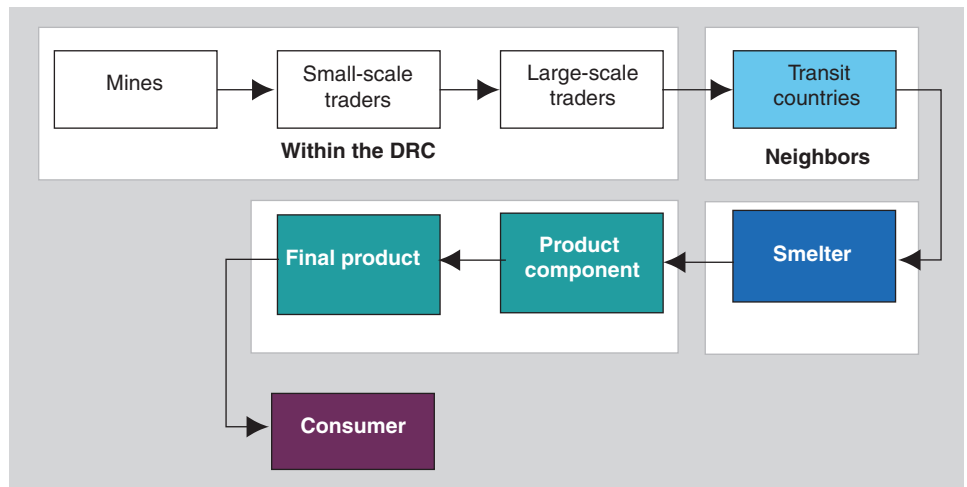 Mines
Small-scale
traders
Large-scale
traders
Transit
countries
Within the DRC
Neighbors
Final product
Product
component
Smelter
Consumer